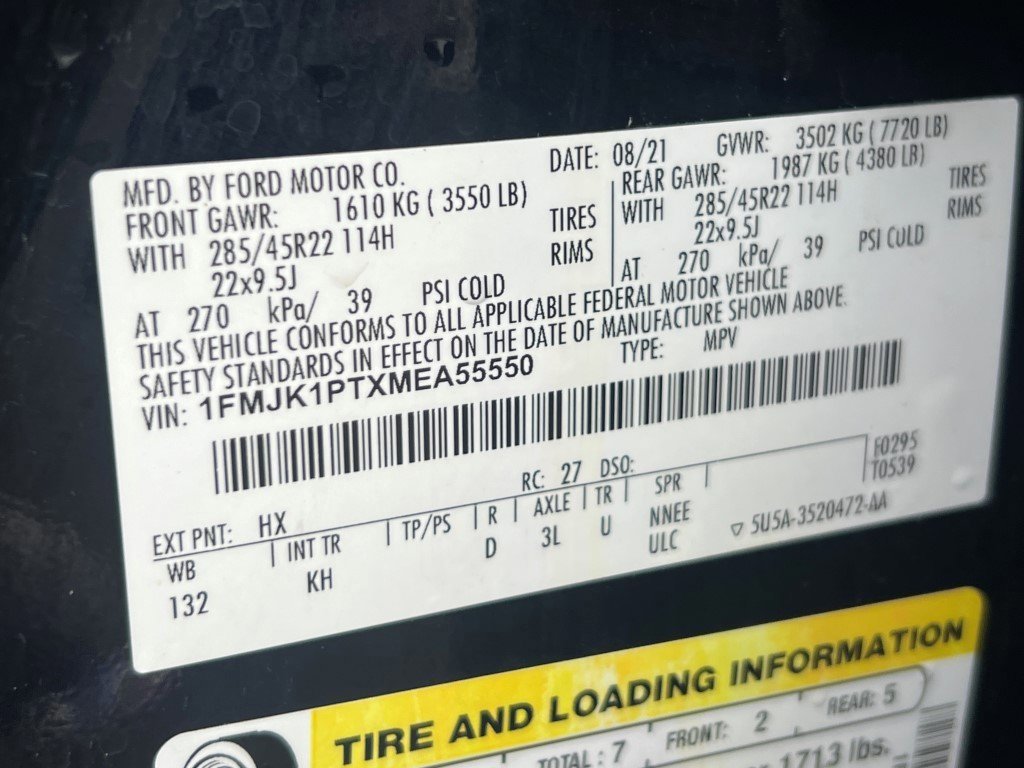 MFD. BY FORD MOTOR CO.
DATE: 08/21 GVWR: 3502 KG ( 7720 LB)
FRONT GAWR: 1610 KG ( 3550 LB)
REAR GAWR: 1987 KG ( 4380 LB)
WITH 285/45R22 114H TIRES
WITH 285/45R22 114H TIRES
22x9.5J RIMS
22x9.5J RIMS
AT 270 kPa/ 39 PSI COLD
AT 270 kPa/ 39 PSI COLD
THIS VEHICLE CONFORMS TO ALL APPLICABLE FEDERAL MOTOR VEHICLE
SAFETY STANDARDS IN EFFECT ON THE DATE OF MANUFACTURE SHOWN ABOVE.
VIN: 1FMJK1PTXMEA55550 TYPE: MPV
F0295
T0539
EXT PNT: HX RC: 27 DSO:
WB INT TR TP/PS R AXLE TR SPR
132 KH D 3L U NNEE
ULC
5U5A-3520472-AA
TIRE AND LOADING INFORMATION
TOTAL : 7 FRONT: 2 REAR: 5
1713 lbs.